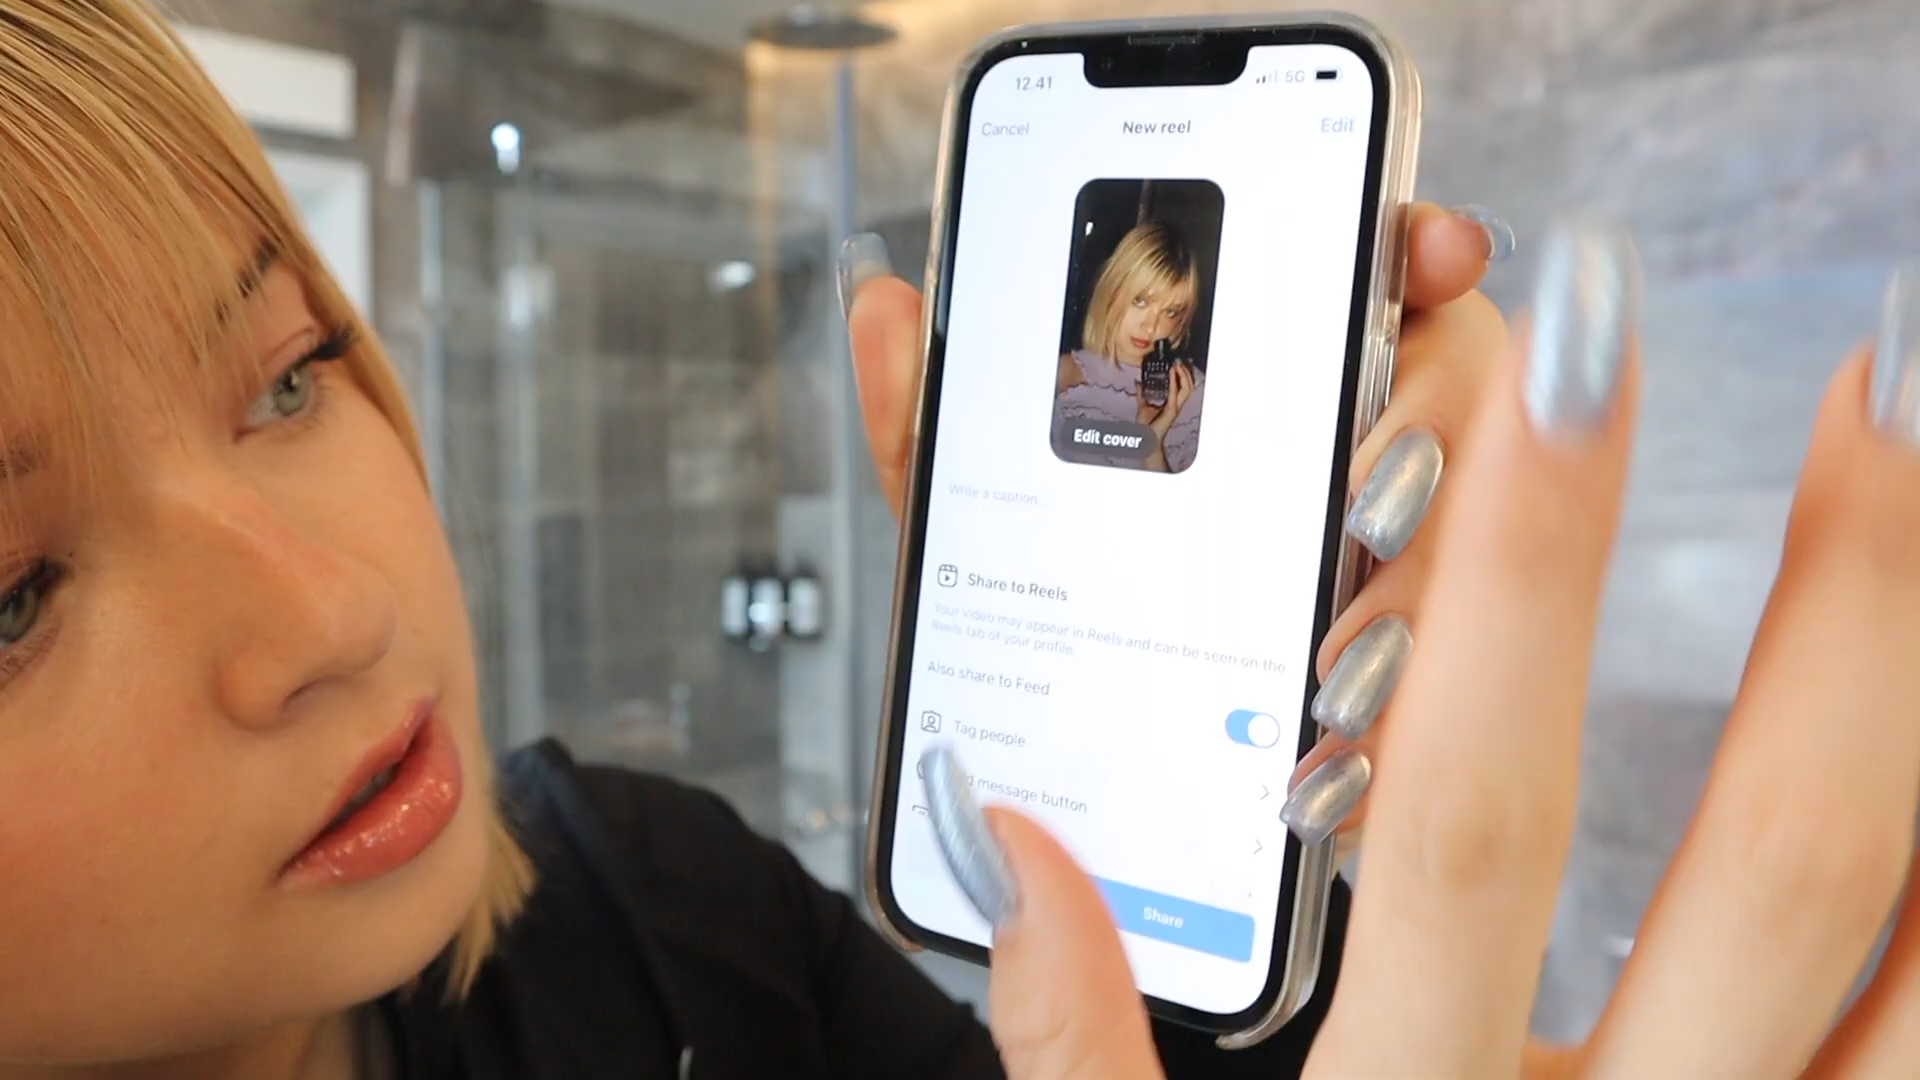 12.41
5G
Cancel
New reel
Edit
Edit cover
Write a caption...
Share to Reels
Your video may appear in Reels and can be seen on the
Reels tab of your profile.
Also share to Feed
Tag people
message button
Share